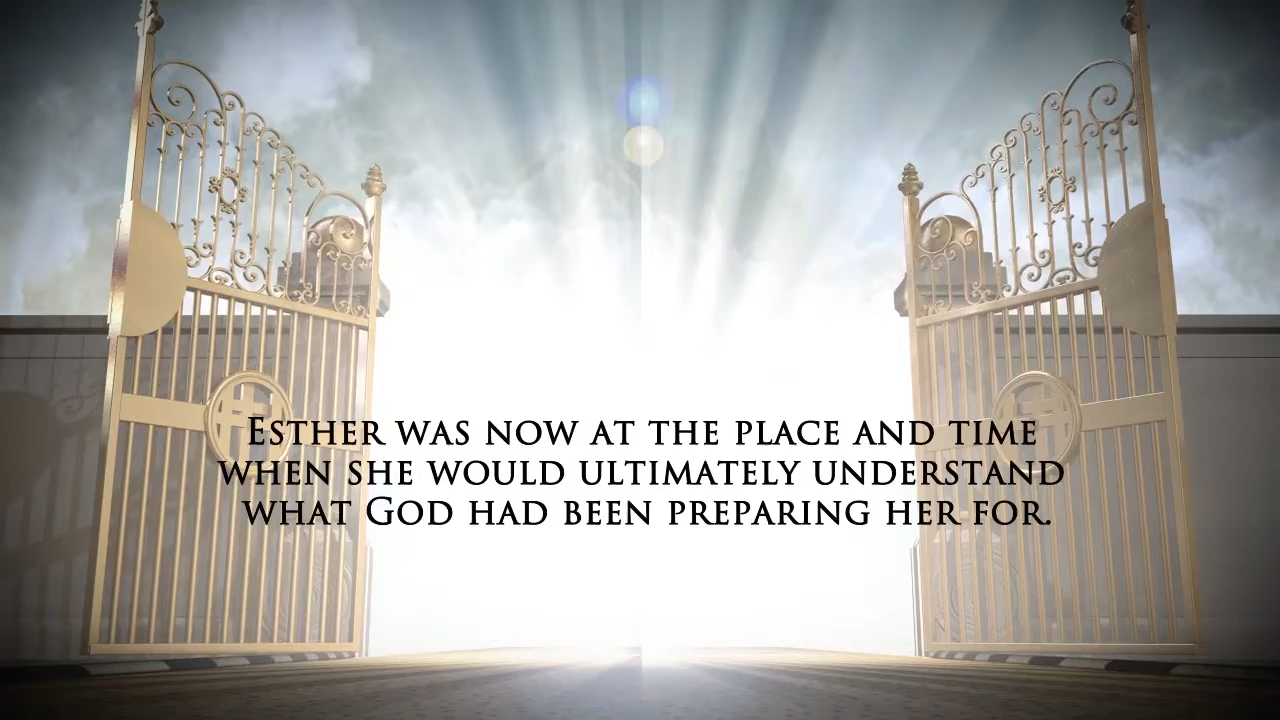 Esther was now at the place and time
when she would ultimately understand
what God had been preparing her for.